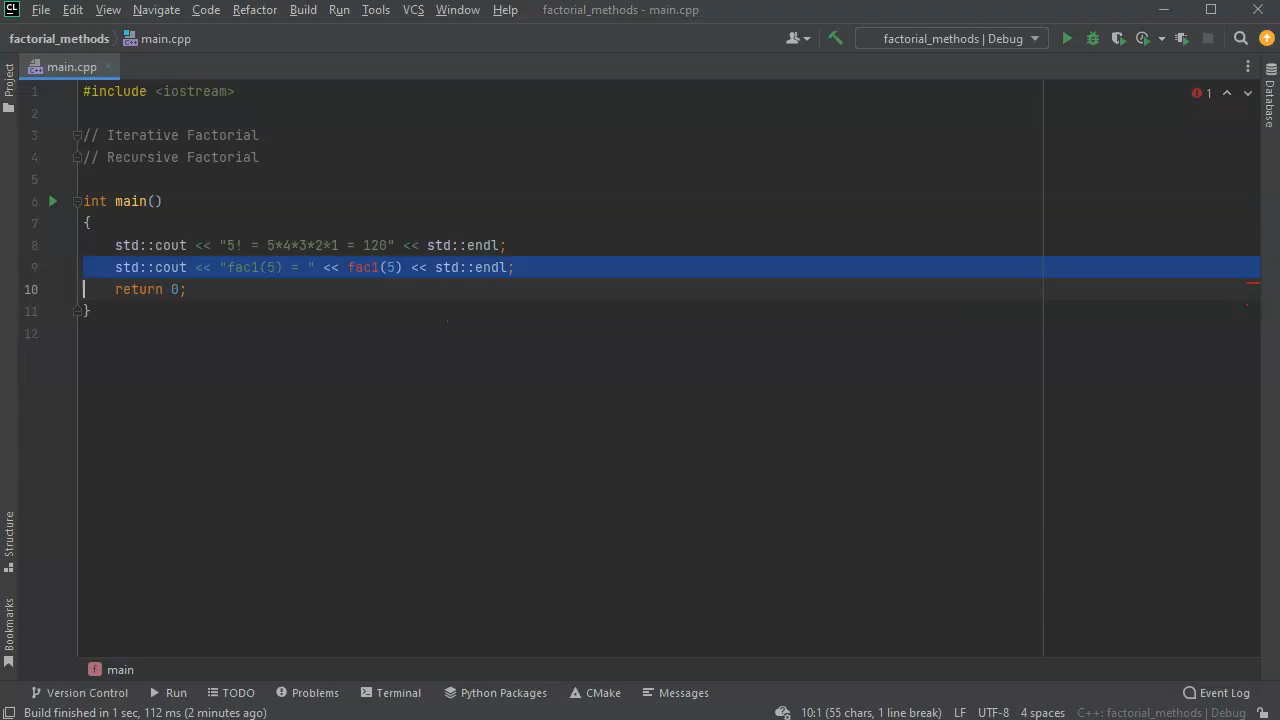 CL File Edit View Navigate Code Refactor Build Run Tools VCS Window Help factorial_methods - main.cpp
factorial_methods main.cpp factorial_methods | Debug
Project main.cpp Database
1 #include <iostream> 1
2
3 // Iterative Factorial
4 // Recursive Factorial
5
6 int main()
7 {
8 std::cout << "5! = 5*4*3*2*1 = 120" << std::endl;
9 std::cout << "fac1(5) = " << fac1(5) << std::endl;
10 return 0;
11 }
12
Structure
Bookmarks
f main
Version Control Run TODO Problems Terminal Python Packages CMake Messages Event Log
Build finished in 1 sec, 112 ms (2 minutes ago) 10:1 (55 chars, 1 line break) LF UTF-8 4 spaces C++: factorial_methods | Debug